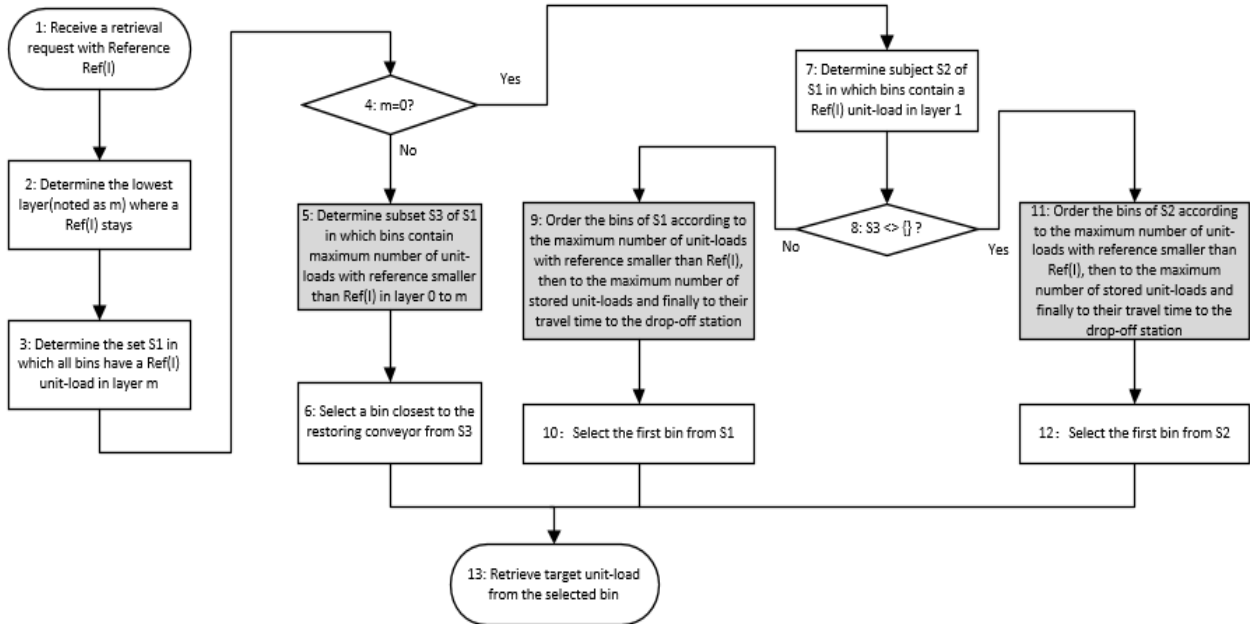 1: Receive a retrieval
request with Reference
Ref(I)
2: Determine the lowest
layer(noted as m) where a
Ref(I) stays
3: Determine the set S1 in
which all bins have a Ref(I)
unit-load in layer m
4: m=0?
Yes
No
5: Determine subset S3 of S1
in which bins contain
maximum number of unit-
loads with reference smaller
than Ref(I) in layer 0 to m
6: Select a bin closest to the
restoring conveyor from S3
7: Determine subject S2 of
S1 in which bins contain a
Ref(I) unit-load in layer 1
8: S3 <> {} ?
No
Yes
9: Order the bins of S1 according to
the maximum number of unit-loads
with reference smaller than Ref(I),
then to the maximum number of
stored unit-loads and finally to their
travel time to the drop-off station
10: Select the first bin from S1
11: Order the bins of S2 according
to the maximum number of unit-
loads with reference smaller than
Ref(I), then to the maximum
number of stored unit-loads and
finally to their travel time to the
drop-off station
12: Select the first bin from S2
13: Retrieve target unit-load
from the selected bin